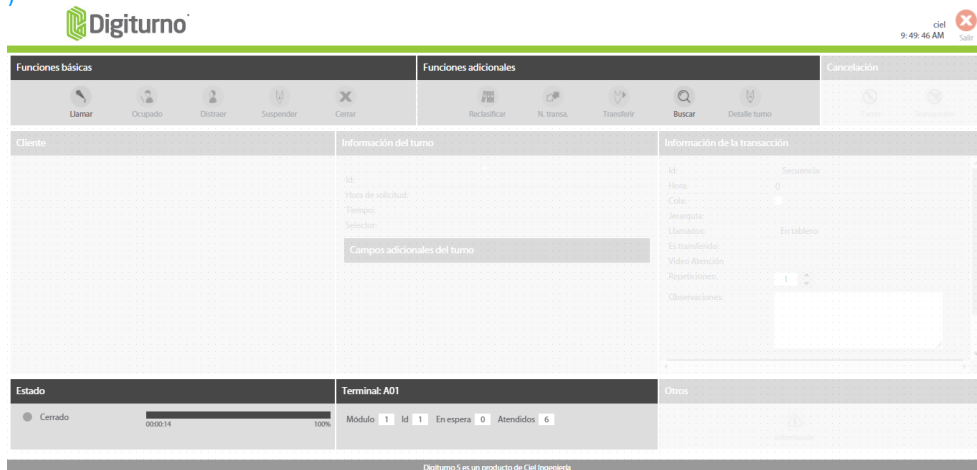 Digiturno
ciel
9: 49: 46 AM
Salir
Funciones básicas
Funciones adicionales
Cancelación
Llamar
Ocupado
Distraer
Suspender
Cerrar
Reclasificar
N. transa.
Transferir
Buscar
Detalle turno
Turno
Cliente
Información del turno
Información de la transacción
Id:
Hora de solicitud:
Tiempo:
Selector:
Campos adicionales del turno
Id: Secuencia
Hora: ()
Cola:
Jerarquía:
Llamados: En tablero:
Es transferido:
Video Atención
Repeticiones: 1
Observaciones:
Estado
Terminal: A01
Otros
Cerrado
00:00:14 100%
Módulo 1 Id 1 En espera 0 Atendidos 6
Digiturno 5 es un producto de Ciel Ingeniería